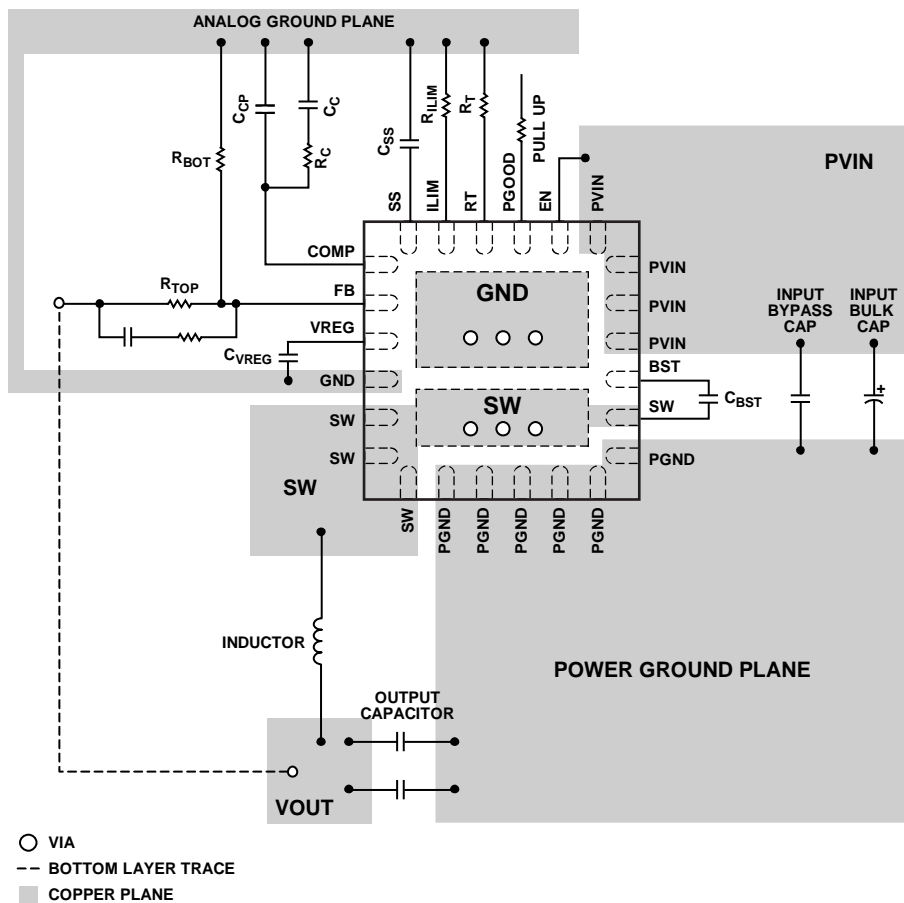 ANALOG GROUND PLANE
CCP
CC
RC
RBOT
CSS
RILIM
RT
PULL UP
SS
ILIM
RT
PGOOD
EN
PVIN
PVIN
COMP
FB
VREG
GND
SW
SW
RTOP
CVREG
GND
SW
PVIN
PVIN
PVIN
BST
SW
PGND
CBST
INPUT
BYPASS
CAP
INPUT
BULK
CAP
+
SW
SW
PGND
PGND
PGND
PGND
PGND
INDUCTOR
OUTPUT
CAPACITOR
POWER GROUND PLANE
VOUT
VIA
BOTTOM LAYER TRACE
COPPER PLANE